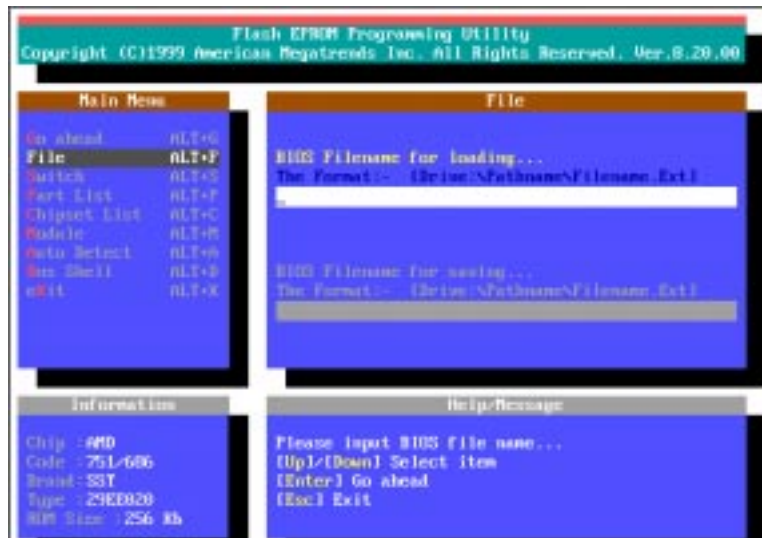 Flash EPROM Programming Utility
Copyright (C)1999 American Megatrends Inc. All Rights Reserved. Ver.8.20.00
Main Menu
Go ahead ALT+G
File ALT+F
Switch ALT+S
Part List ALT+P
Chipset List ALT+C
Module ALT+M
Auto Detect ALT+A
Shell ALT+D
eXit ALT+X
File
BIOS Filename for loading...
The Format:- [Drive:\Pathname\Filename.Ext]
BIOS Filename for saving...
The Format:- [Drive:\Pathname\Filename.Ext]
Information
Chip :AMD
Code :751/686
Brand:SST
Type :29EE020
ROM Size :256 Kb
Help/Message
Please input BIOS file name...
[Up]/[Down] Select item
[Enter] Go ahead
[Esc] Exit